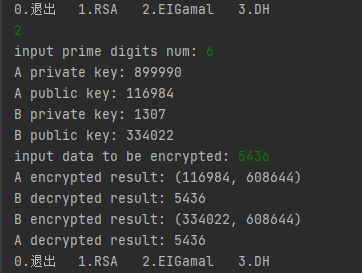 0.退出   1.RSA   2.EIGamal   3.DH
2
input prime digits num: 6
A private key: 899990
A public key: 116984
B private key: 1307
B public key: 334022
input data to be encrypted: 5436
A encrypted result: (116984, 608644)
B decrypted result: 5436
B encrypted result: (334022, 608644)
A decrypted result: 5436
0.退出   1.RSA   2.EIGamal   3.DH